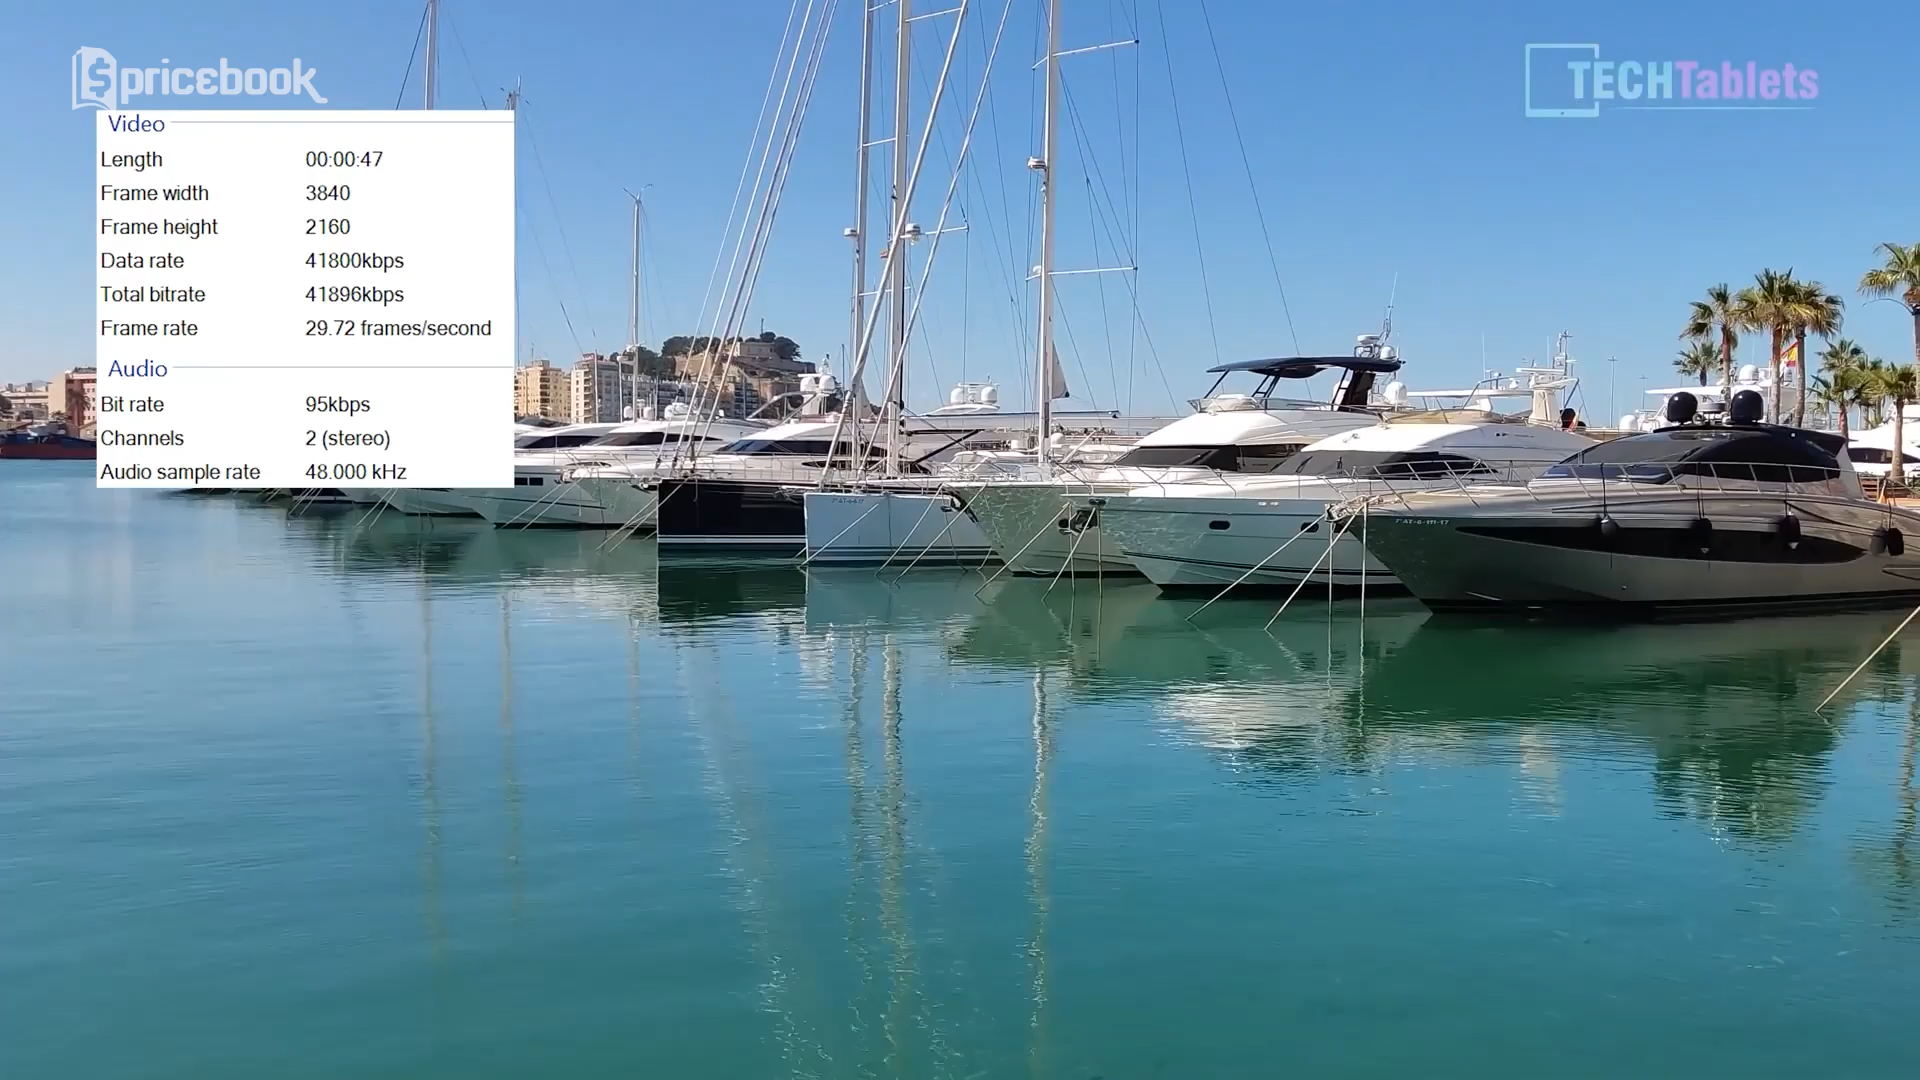 pricebook
TECHTablets
Video
Length 00:00:47
Frame width 3840
Frame height 2160
Data rate 41800kbps
Total bitrate 41896kbps
Frame rate 29.72 frames/second
Audio
Bit rate 95kbps
Channels 2 (stereo)
Audio sample rate 48.000 kHz